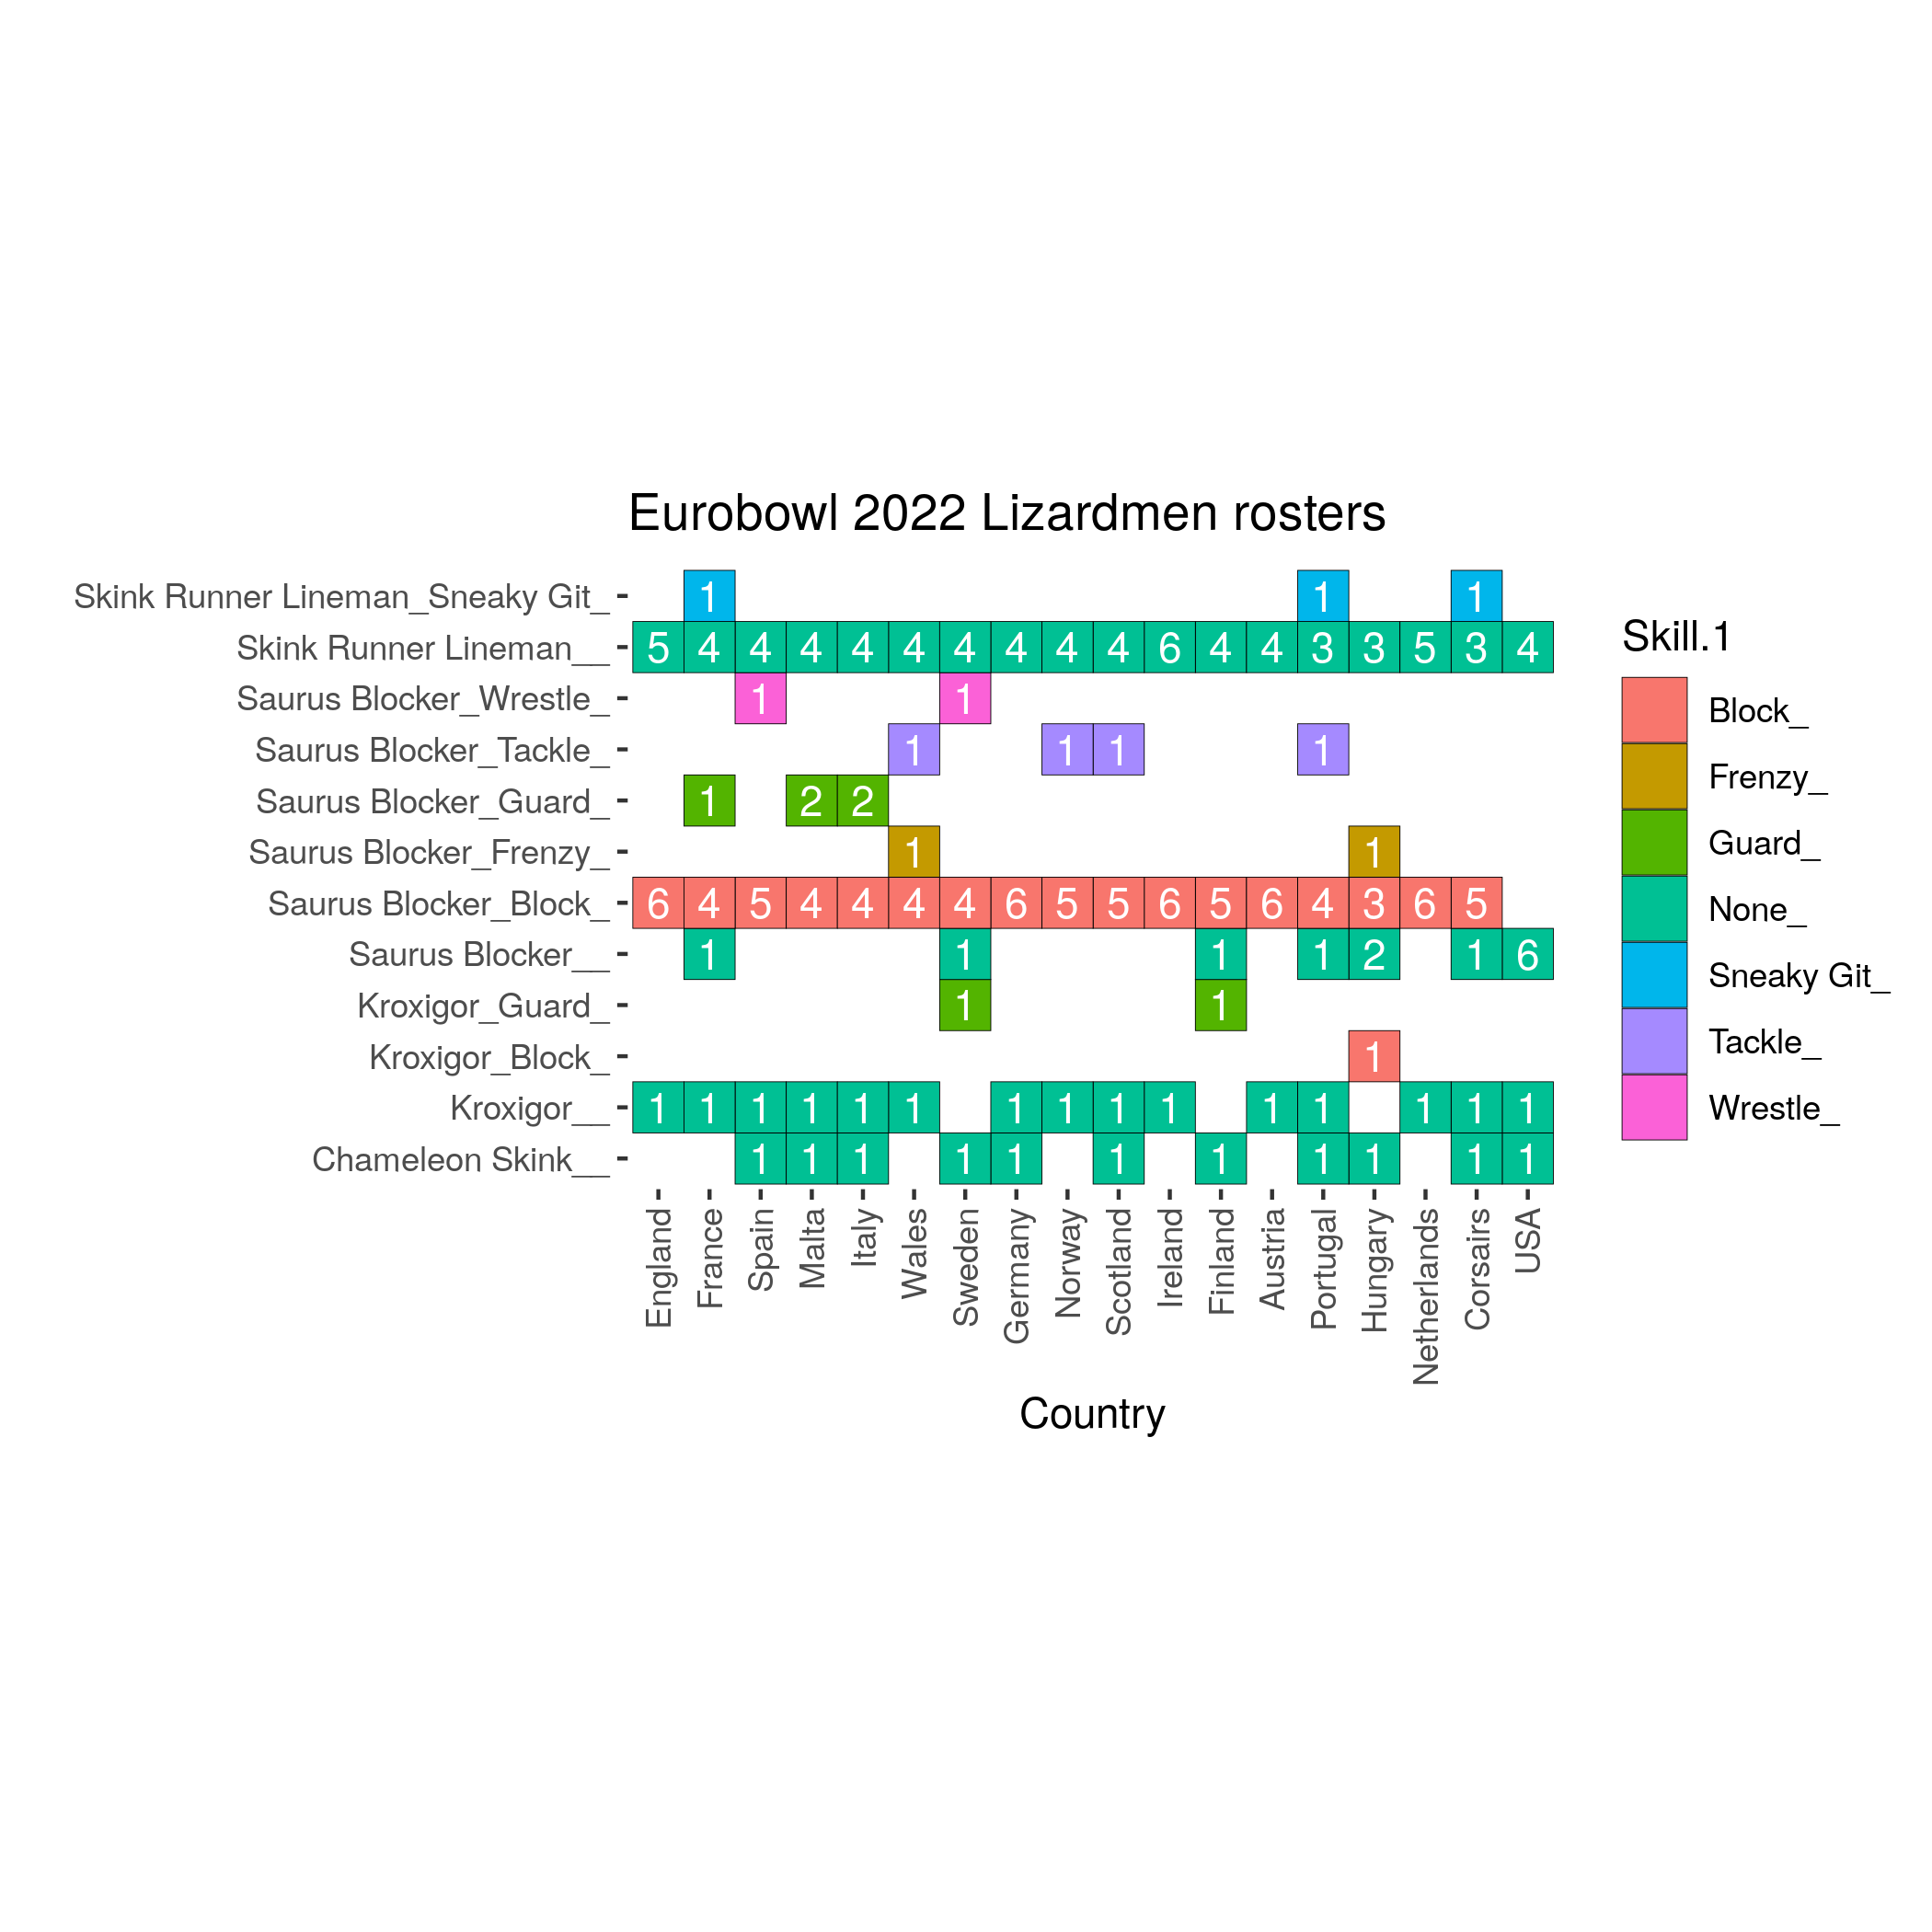 Eurobowl 2022 Lizardmen rosters
Skink Runner Lineman_Sneaky Git_ 1 1 1
Skink Runner Lineman__ 5 4 4 4 4 4 4 4 4 4 6 4 4 3 3 5 3 4
Saurus Blocker_Wrestle_ 1 1
Saurus Blocker_Tackle_ 1 1 1 1
Saurus Blocker_Guard_ 1 2 2
Saurus Blocker_Frenzy_ 1 1
Saurus Blocker_Block_ 6 4 5 4 4 4 4 6 5 5 6 5 6 4 3 6 5
Saurus Blocker__ 1 1 1 1 2 1 6
Kroxigor_Guard_ 1 1
Kroxigor_Block_ 1
Kroxigor__ 1 1 1 1 1 1 1 1 1 1 1 1 1 1 1
Chameleon Skink__ 1 1 1 1 1 1 1 1 1 1 1
England
France
Spain
Malta
Italy
Wales
Sweden
Germany
Norway
Scotland
Ireland
Finland
Austria
Portugal
Hungary
Netherlands
Corsairs
USA
Country
Skill.1
Block_
Frenzy_
Guard_
None_
Sneaky Git_
Tackle_
Wrestle_